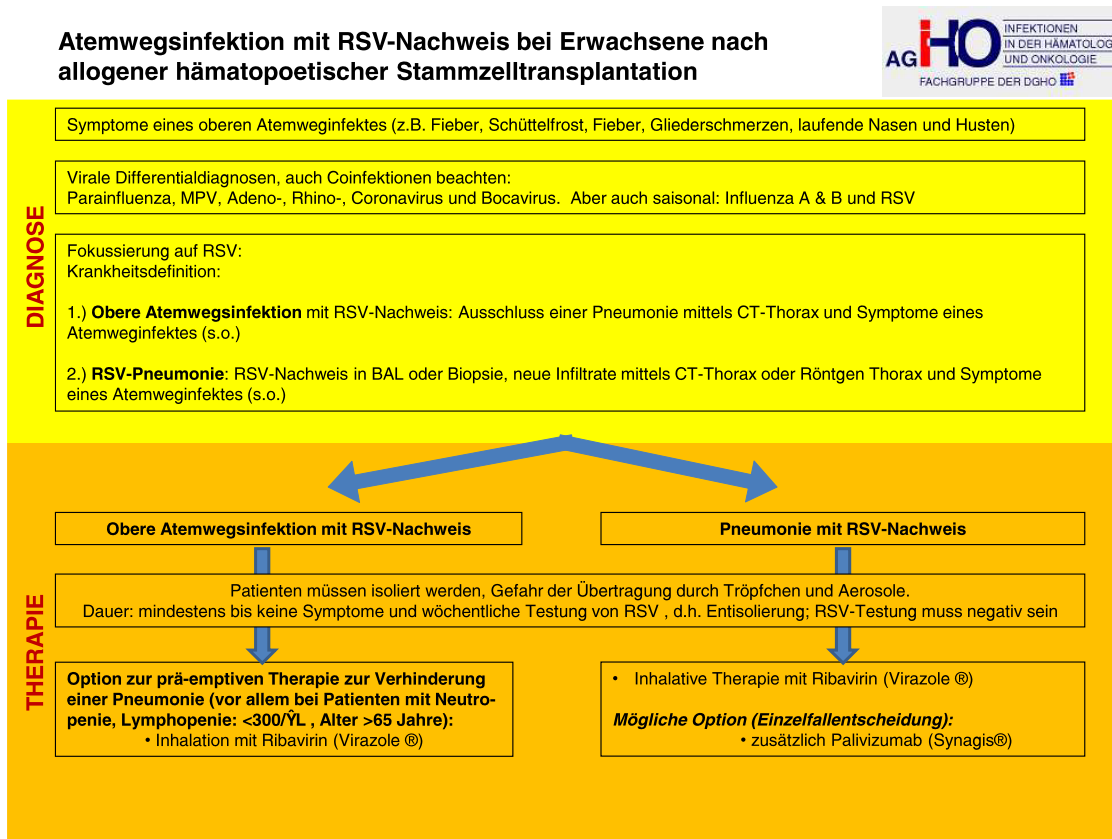 Atemwegsinfektion mit RSV-Nachweis bei Erwachsene nach
allogener hämatopoetischer Stammzelltransplantation
AG iHO
INFEKTIONEN
IN DER HÄMATOLOG
UND ONKOLOGIE
FACHGRUPPE DER DGHO
DIAGNOSE
Symptome eines oberen Atemweginfektes (z.B. Fieber, Schüttelfrost, Fieber, Gliederschmerzen, laufende Nasen und Husten)
Virale Differentialdiagnosen, auch Coinfektionen beachten:
Parainfluenza, MPV, Adeno-, Rhino-, Coronavirus und Bocavirus. Aber auch saisonal: Influenza A & B und RSV
Fokussierung auf RSV:
Krankheitsdefinition:
1.) Obere Atemwegsinfektion mit RSV-Nachweis: Ausschluss einer Pneumonie mittels CT-Thorax und Symptome eines
Atemweginfektes (s.o.)
2.) RSV-Pneumonie: RSV-Nachweis in BAL oder Biopsie, neue Infiltrate mittels CT-Thorax oder Röntgen Thorax und Symptome
eines Atemweginfektes (s.o.)
THERAPIE
Obere Atemwegsinfektion mit RSV-Nachweis
Pneumonie mit RSV-Nachweis
Patienten müssen isoliert werden, Gefahr der Übertragung durch Tröpfchen und Aerosole.
Dauer: mindestens bis keine Symptome und wöchentliche Testung von RSV , d.h. Entisolierung; RSV-Testung muss negativ sein
Option zur prä-emptiven Therapie zur Verhinderung
einer Pneumonie (vor allem bei Patienten mit Neutro-
penie, Lymphopenie: <300/ŶL , Alter >65 Jahre):
• Inhalation mit Ribavirin (Virazole ®)
• Inhalative Therapie mit Ribavirin (Virazole ®)
Mögliche Option (Einzelfallentscheidung):
• zusätzlich Palivizumab (Synagis®)